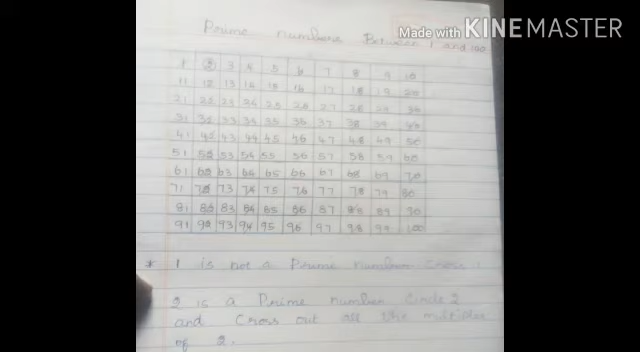 Made with KINEMASTER
Prime numbers Between 1 and 100
1 2 3 4 5 6 7 8 9 10
11 12 13 14 15 16 17 18 19 20
21 22 23 24 25 26 27 28 29 30
31 32 33 34 35 36 37 38 39 40
41 42 43 44 45 46 47 48 49 50
51 52 53 54 55 56 57 58 59 60
61 62 63 64 65 66 67 68 69 70
71 72 73 74 75 76 77 78 79 80
81 82 83 84 85 86 87 88 89 90
91 92 93 94 95 96 97 98 99 100
* 1 is not a Prime number cross 1
2 is a Prime number Circle 2
and Cross out all the multiples
of 2.